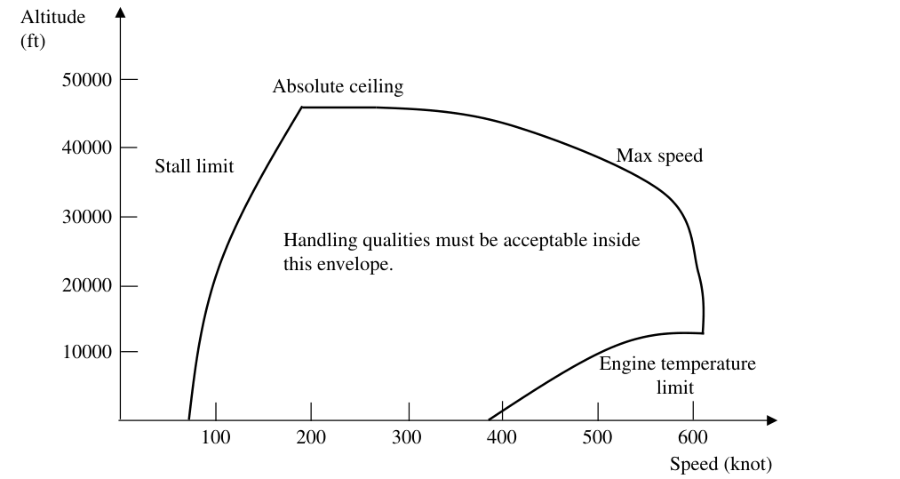 Altitude
(ft)
50000
Absolute ceiling
40000
Max speed
Stall limit
30000
Handling qualities must be acceptable inside
this envelope.
20000
10000
Engine temperature
limit
100
200
300
400
500
600
Speed (knot)